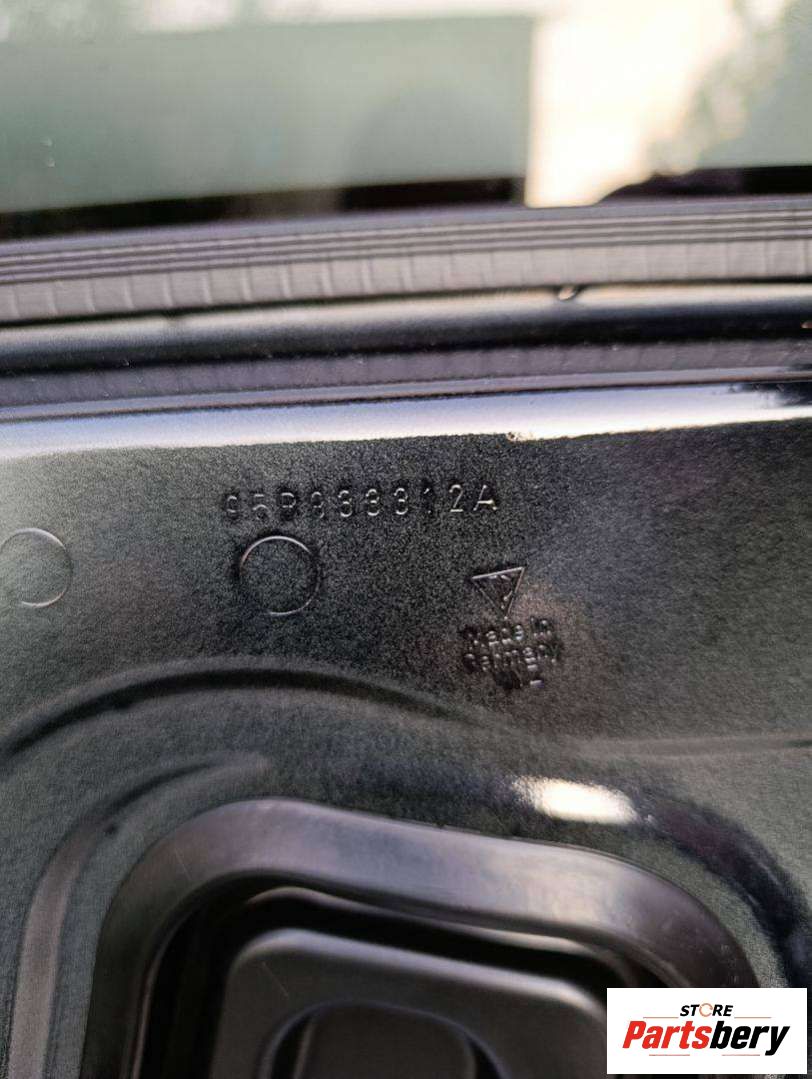 95B833312A
Made in
Germany
STORE
Partsbery